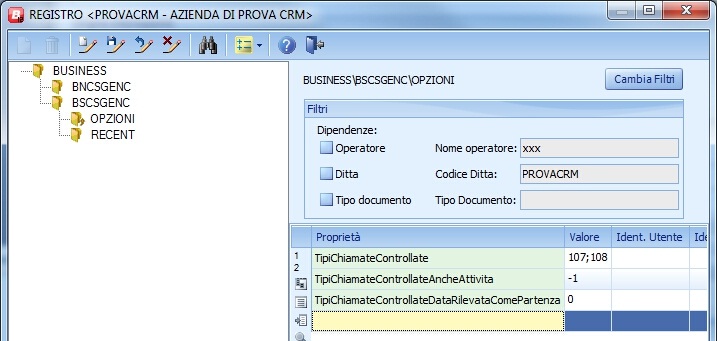 REGISTRO <PROVACRM - AZIENDA DI PROVA CRM>
BUSINESS
BNCSGENC
BSCSGENC
OPZIONI
RECENT
BUSINESS\BSCSGENC\OPZIONI
Cambia Filtri
Filtri
Dipendenze:
Operatore Nome operatore: xxx
Ditta Codice Ditta: PROVACRM
Tipo documento Tipo Documento:
Proprietà Valore Ident. Utente Ide
1 TipiChiamateControllate 107;108
2 TipiChiamateControllateAncheAttivita -1
TipiChiamateControllateDataRilevataComePartenza 0